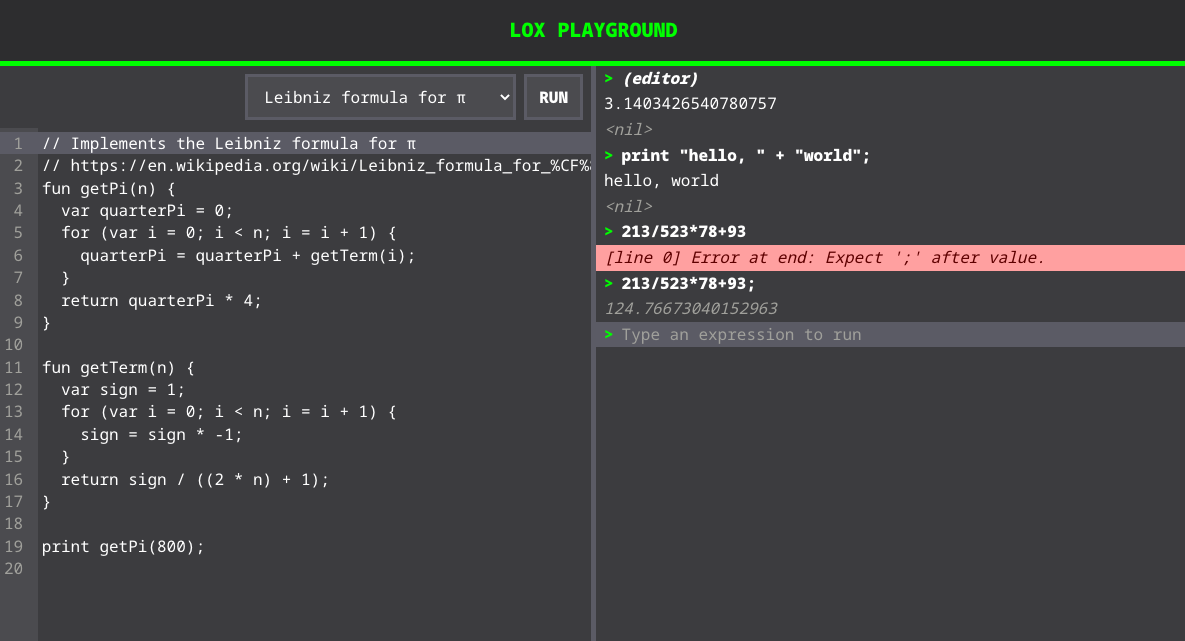 LOX PLAYGROUND
Leibniz formula for π
RUN
1 // Implements the Leibniz formula for π
2 // https://en.wikipedia.org/wiki/Leibniz_formula_for_%CF%
3 fun getPi(n) {
4   var quarterPi = 0;
5   for (var i = 0; i < n; i = i + 1) {
6     quarterPi = quarterPi + getTerm(i);
7   }
8   return quarterPi * 4;
9 }
10
11 fun getTerm(n) {
12   var sign = 1;
13   for (var i = 0; i < n; i = i + 1) {
14     sign = sign * -1;
15   }
16   return sign / ((2 * n) + 1);
17 }
18
19 print getPi(800);
20
> (editor)
3.1403426540780757
<nil>
> print "hello, " + "world";
hello, world
<nil>
> 213/523*78+93
[line 0] Error at end: Expect ';' after value.
> 213/523*78+93;
124.76673040152963
> Type an expression to run